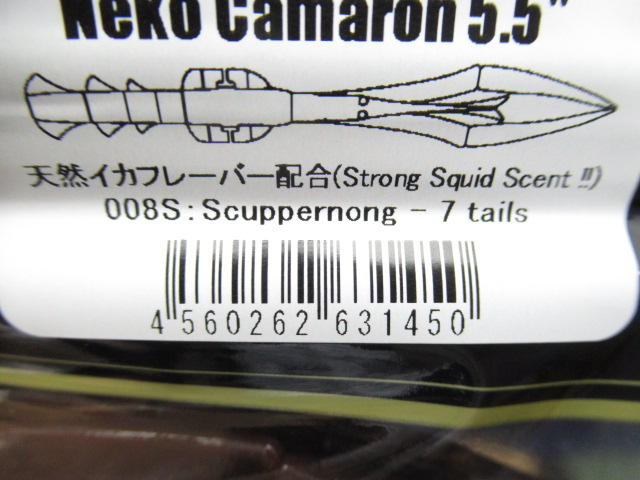 Neko Camaron 5.5"
天然イカフレーバー配合(Strong Squid Scent !!)
008S:Scuppernong - 7 tails
4 560262 631450